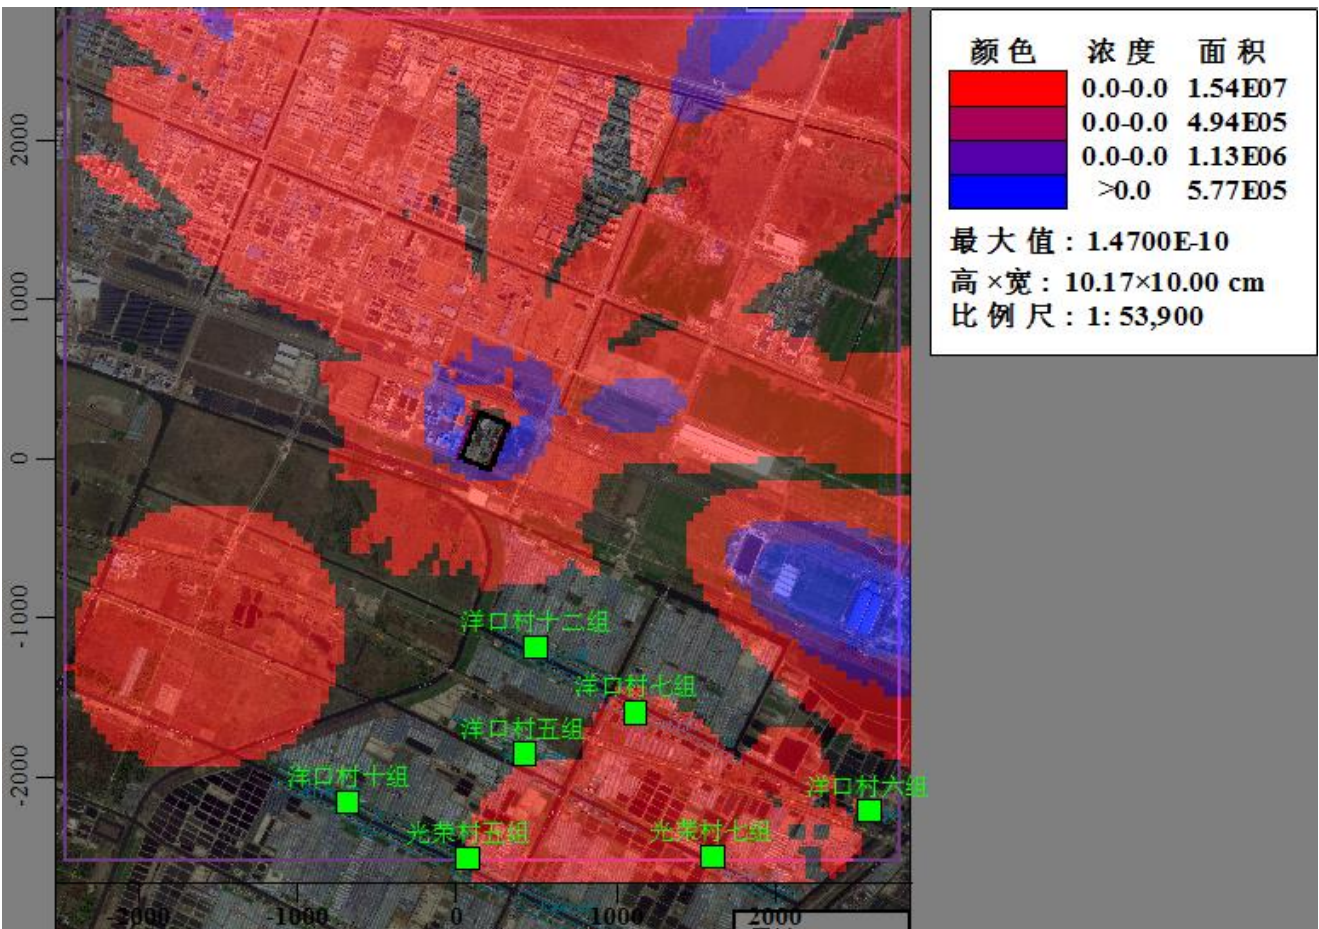 颜 色 浓 度 面 积
0.0-0.0 1.54E07
0.0-0.0 4.94E05
0.0-0.0 1.13E06
>0.0 5.77E05
最 大 值 : 1.4700E-10
高 ×宽 : 10.17×10.00 cm
比 例 尺 : 1: 53,900
2000
1000
0
-1000
-2000
洋口村十二组
洋口村七组
洋口村五组
洋口村十组
洋口村六组
光荣村五组
光荣村七组
-2000 -1000 0 1000 2000